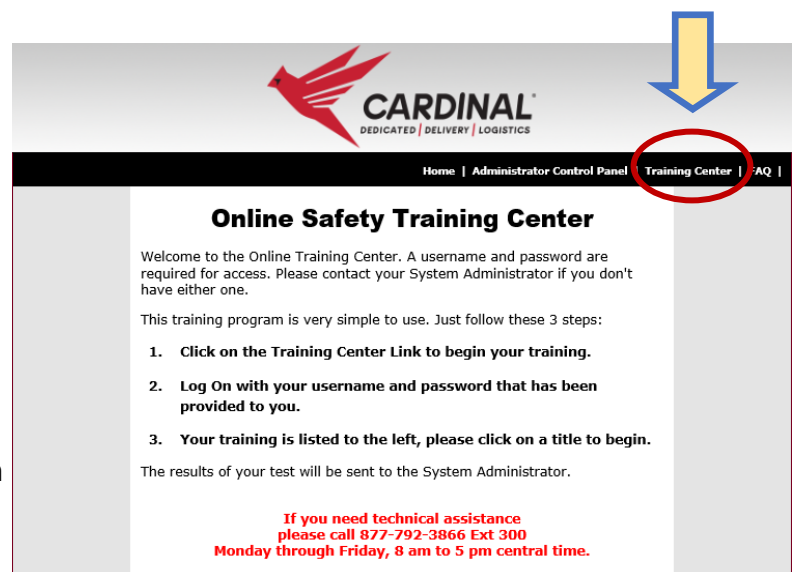 CARDINAL
DEDICATED | DELIVERY | LOGISTICS
Home | Administrator Control Panel | Training Center | FAQ |
Online Safety Training Center
Welcome to the Online Training Center. A username and password are
required for access. Please contact your System Administrator if you don't
have either one.
This training program is very simple to use. Just follow these 3 steps:
1. Click on the Training Center Link to begin your training.
2. Log On with your username and password that has been
provided to you.
3. Your training is listed to the left, please click on a title to begin.
The results of your test will be sent to the System Administrator.
If you need technical assistance
please call 877-792-3866 Ext 300
Monday through Friday, 8 am to 5 pm central time.